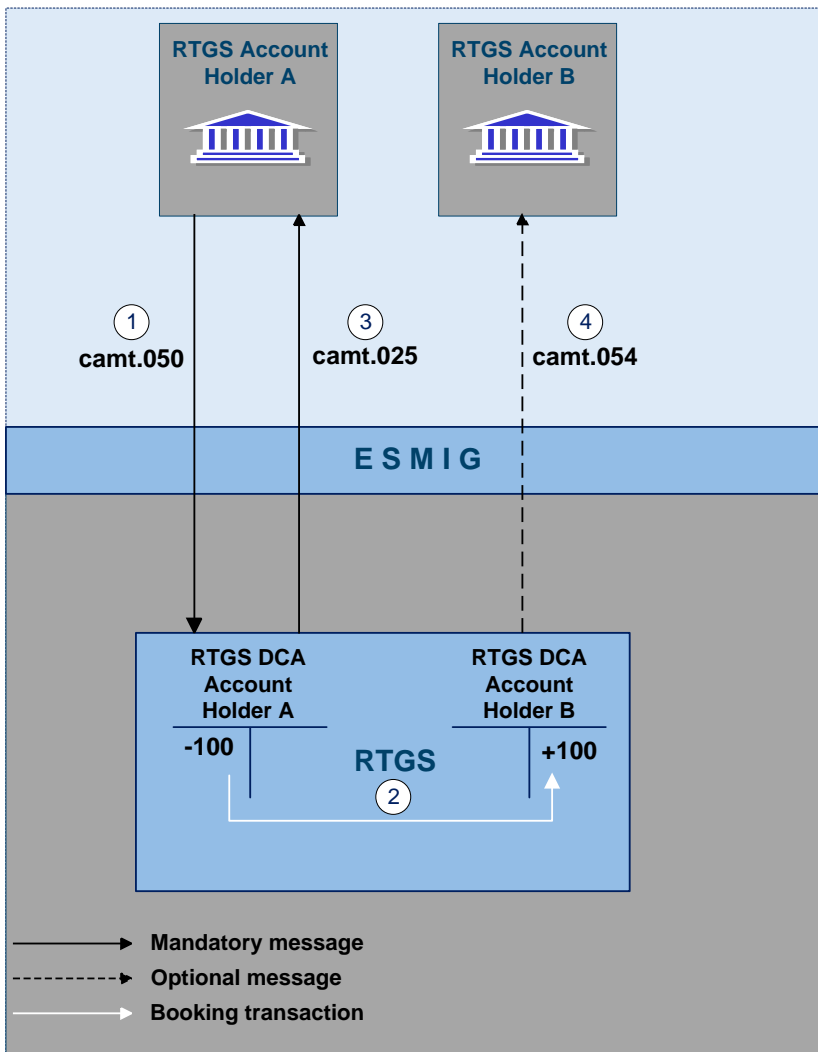 RTGS Account
Holder A
RTGS Account
Holder B
1
camt.050
3
camt.025
4
camt.054
E S M I G
RTGS DCA
Account
Holder A
RTGS DCA
Account
Holder B
-100
+100
RTGS
2
Mandatory message
Optional message
Booking transaction